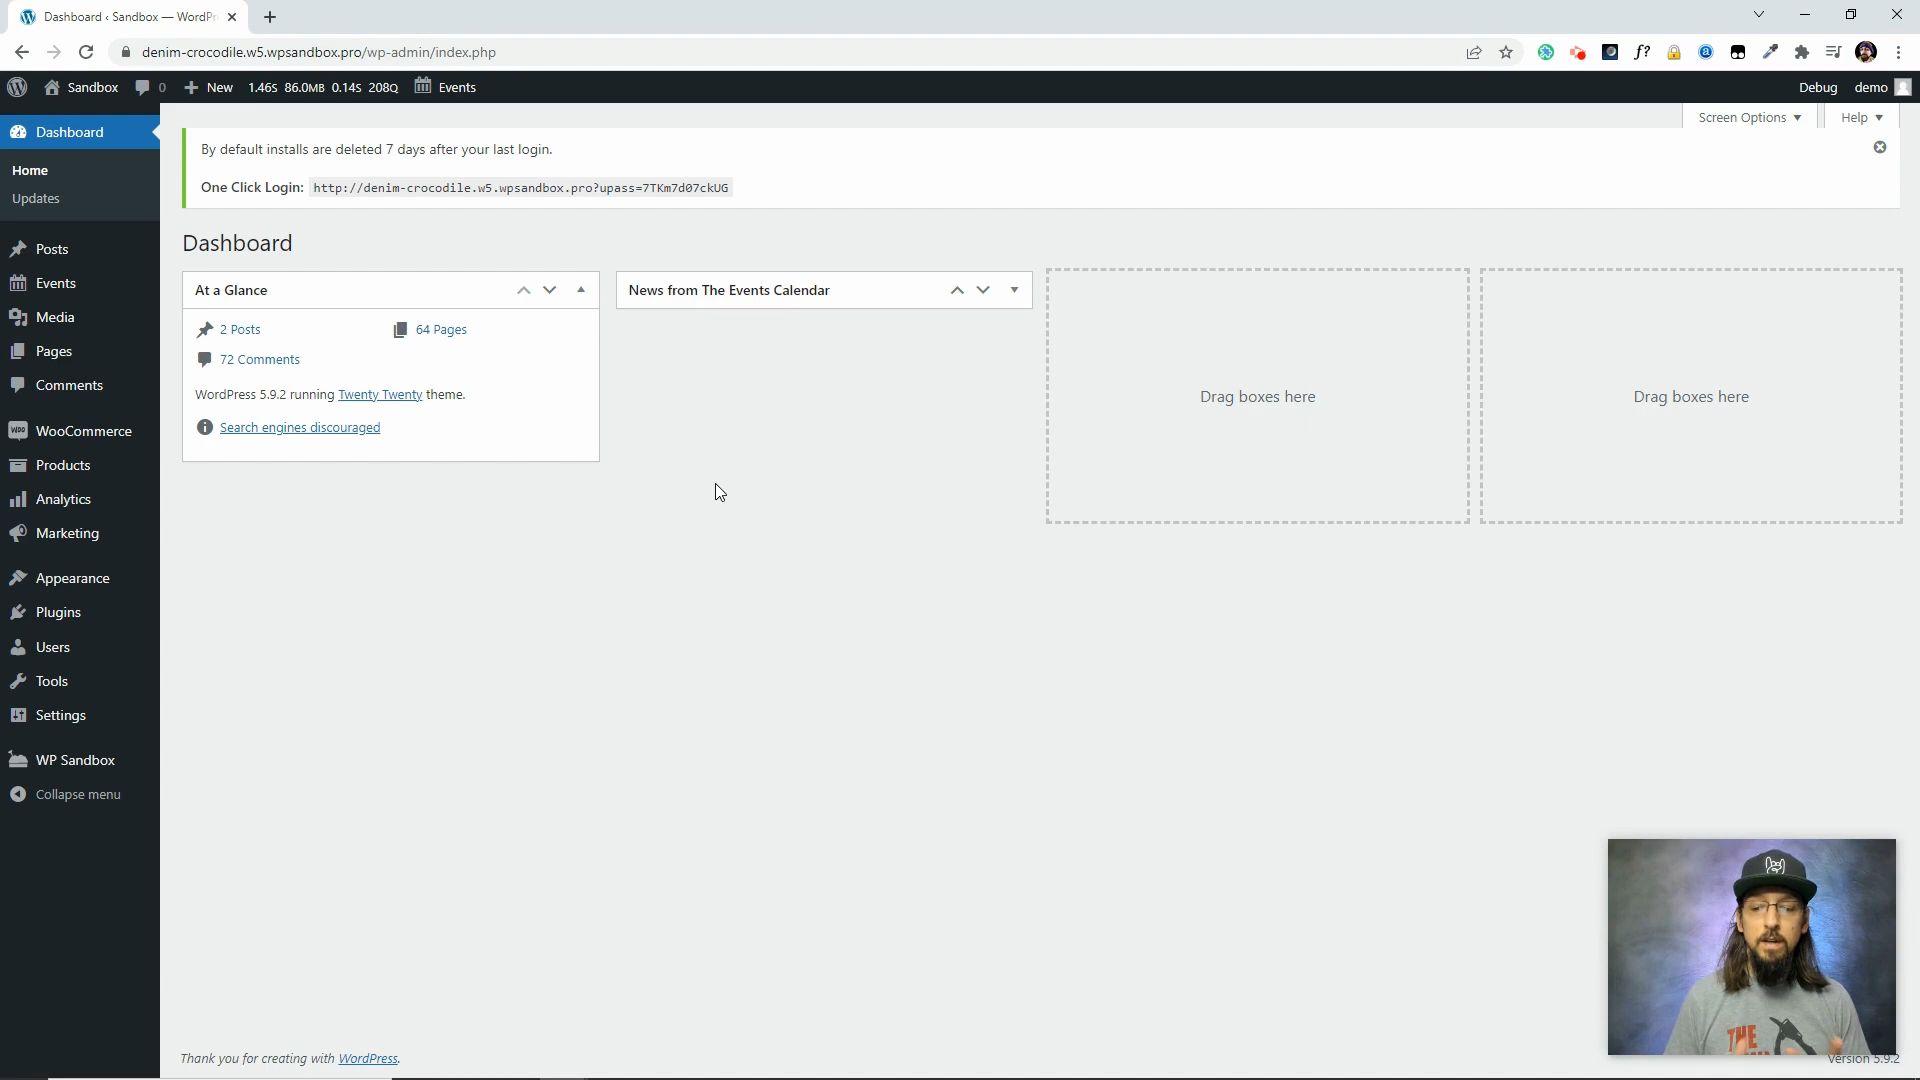 Dashboard ‹ Sandbox — WordPr
denim-crocodile.w5.wpsandbox.pro/wp-admin/index.php
f?
Sandbox
0
New
1.46S 86.0MB 0.14S 208Q
Events
Debug
demo
Screen Options
Help
Dashboard
Home
Updates
Posts
Events
Media
Pages
Comments
WooCommerce
Products
Analytics
Marketing
Appearance
Plugins
Users
Tools
Settings
WP Sandbox
Collapse menu
By default installs are deleted 7 days after your last login.
One Click Login: http://denim-crocodile.w5.wpsandbox.pro?upass=7TKm7d07ckUG
Dashboard
At a Glance
2 Posts
64 Pages
72 Comments
WordPress 5.9.2 running Twenty Twenty theme.
Search engines discouraged
News from The Events Calendar
Drag boxes here
Drag boxes here
THE
Thank you for creating with WordPress.
Version 5.9.2